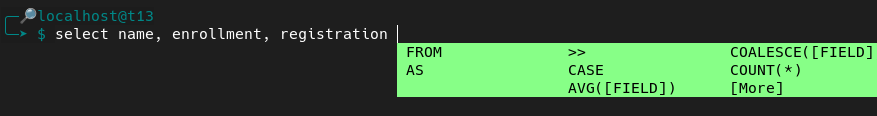 localhost@t13
$ select name, enrollment, registration
FROM >> COALESCE([FIELD]
AS CASE COUNT(*)
AVG([FIELD]) [More]